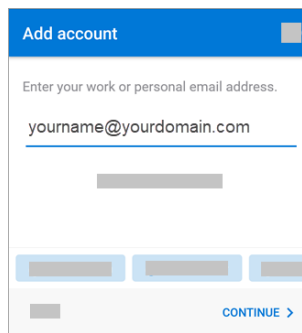 Add account
Enter your work or personal email address.
yourname@yourdomain.com
CONTINUE >